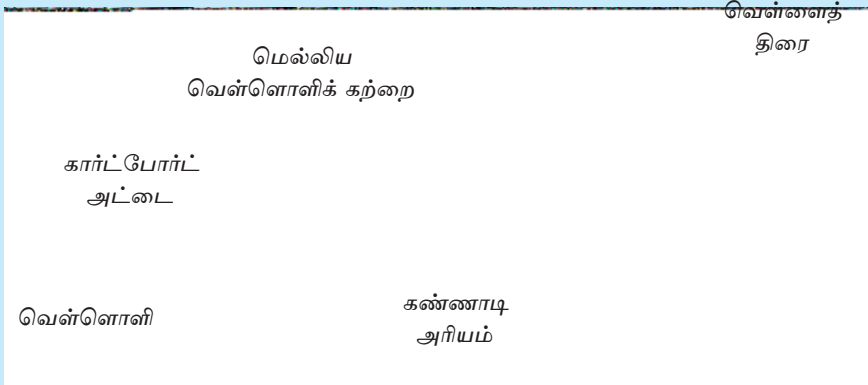 வெள்ளைத்
திரை
மெல்லிய
வெள்ளொளிக் கற்றை
கார்ட்போர்ட்
அட்டை
வெள்ளொளி
கண்ணாடி
அரியம்